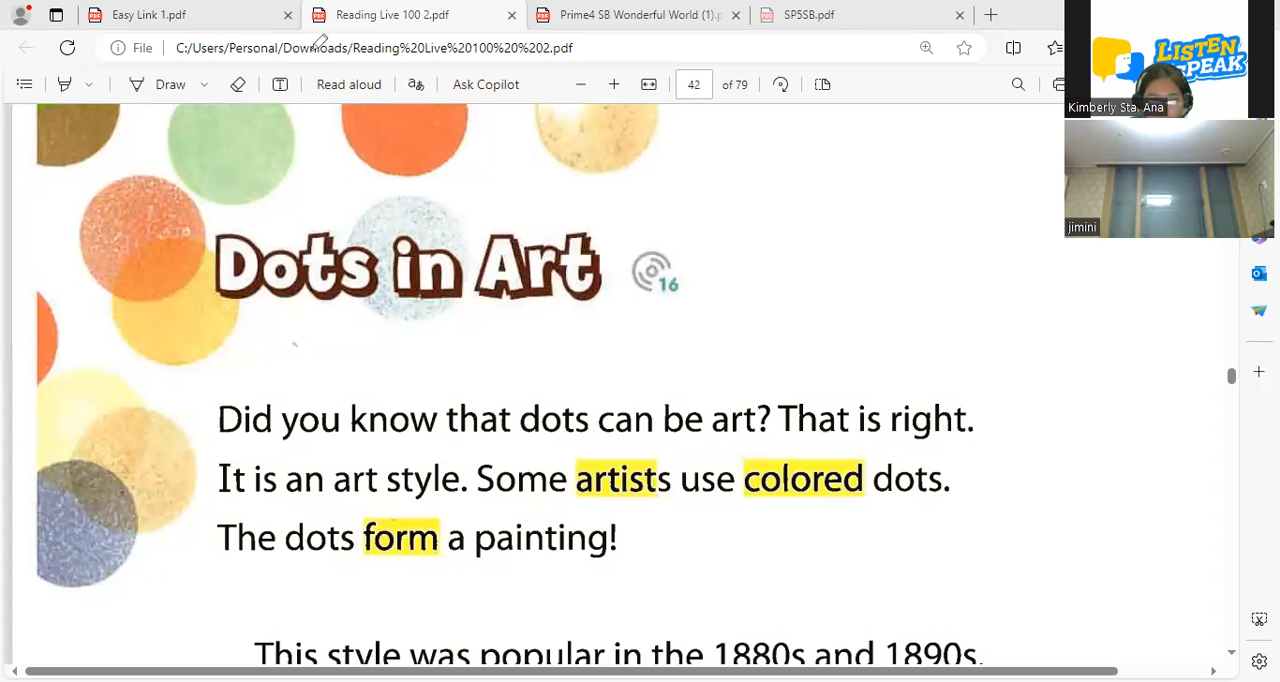 Easy Link 1.pdf
Reading Live 100 2.pdf
Prime4 SB Wonderful World (1).p
SP5SB.pdf
File
C:/Users/Personal/Downloads/Reading%20Live%20100%20%202.pdf
Draw
Read aloud
aあ
Ask Copilot
42 of 79
LISTEN
Kimberly Sta. Ana
jimini
Dots in Art
16
Did you know that dots can be art? That is right.
It is an art style. Some artists use colored dots.
The dots form a painting!
This style was popular in the 1880s and 1890s.